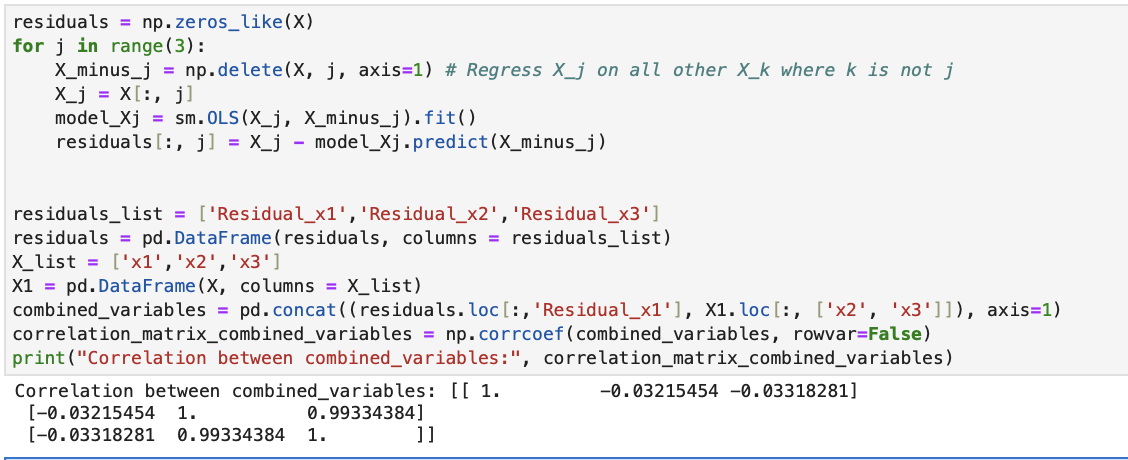 residuals = np.zeros_like(X)
for j in range(3):
    X_minus_j = np.delete(X, j, axis=1) # Regress X_j on all other X_k where k is not j
    X_j = X[:, j]
    model_Xj = sm.OLS(X_j, X_minus_j).fit()
    residuals[:, j] = X_j - model_Xj.predict(X_minus_j)
residuals_list = ['Residual_x1','Residual_x2','Residual_x3']
residuals = pd.DataFrame(residuals, columns = residuals_list)
X_list = ['x1','x2','x3']
X1 = pd.DataFrame(X, columns = X_list)
combined_variables = pd.concat((residuals.loc[:,'Residual_x1'], X1.loc[:, ['x2', 'x3']]), axis=1)
correlation_matrix_combined_variables = np.corrcoef(combined_variables, rowvar=False)
print("Correlation between combined_variables:", correlation_matrix_combined_variables)
Correlation between combined_variables: [[ 1.         -0.03215454 -0.03318281]
 [-0.03215454  1.          0.99334384]
 [-0.03318281  0.99334384  1.        ]]